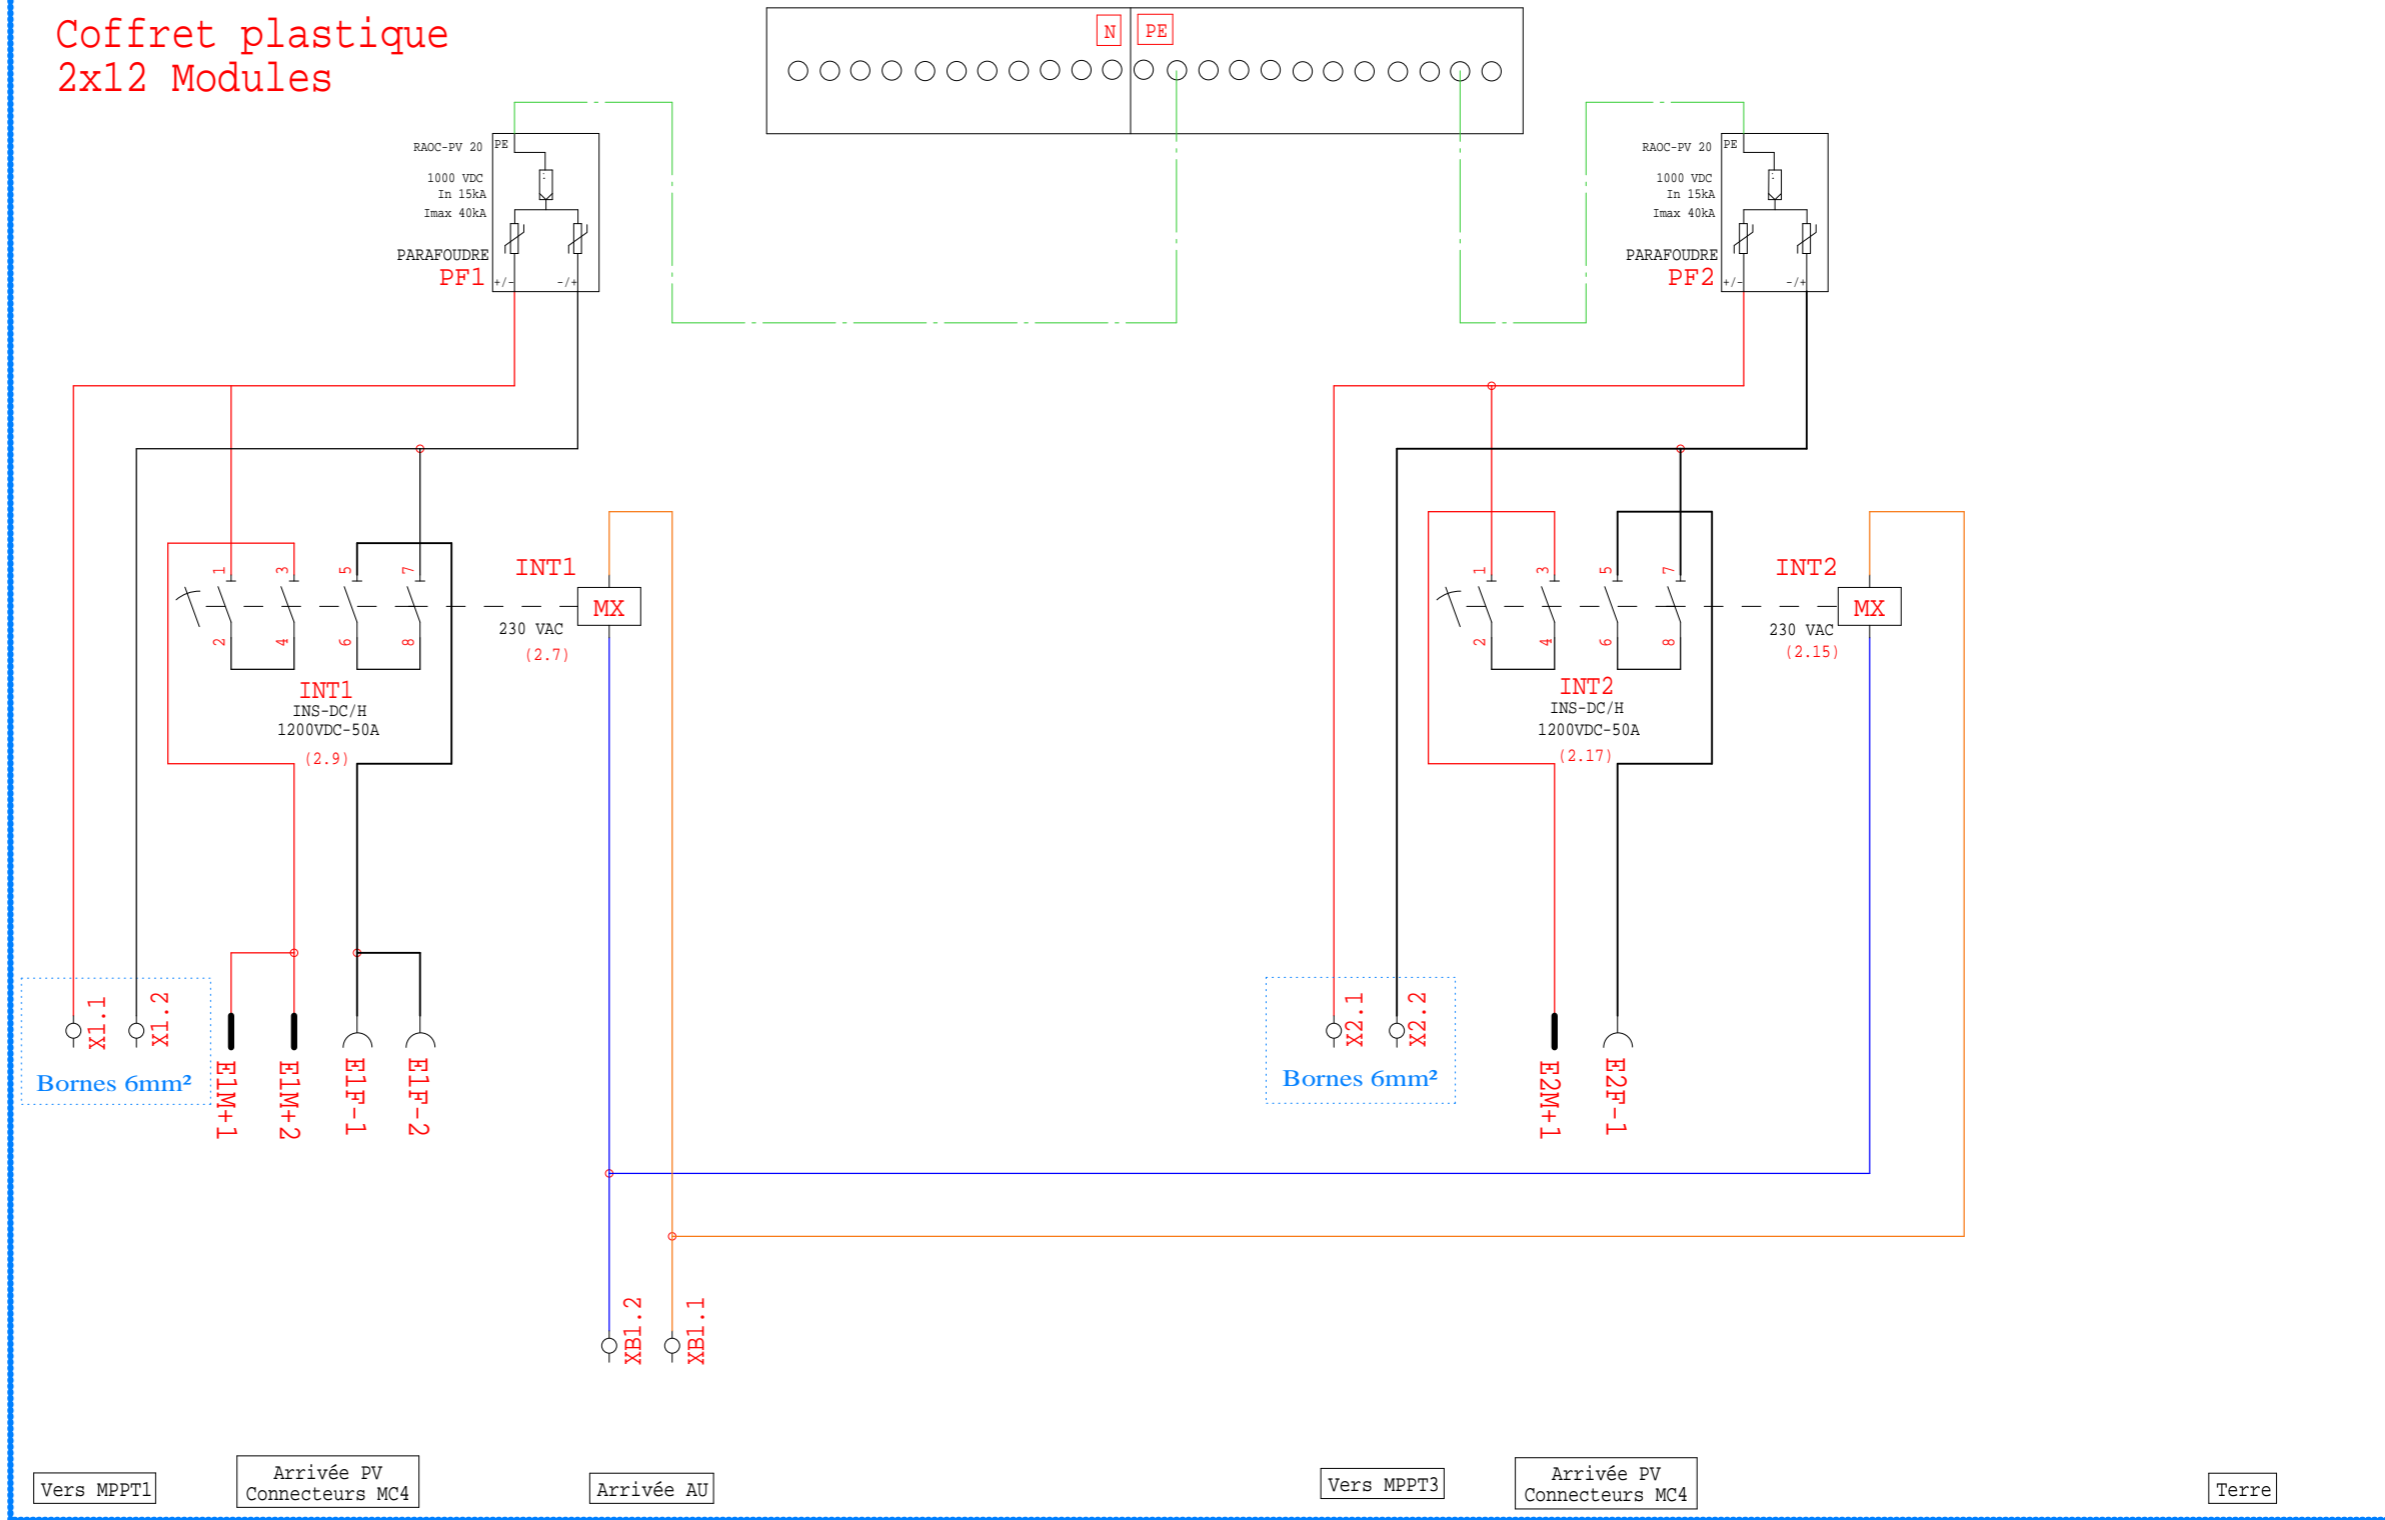 Coffret plastique
2x12 Modules
N
PE
RAOC-PV 20
PE
1000 VDC
In 15kA
Imax 40kA
PARAFOUDRE
PF1
+/-
-/+
RAOC-PV 20
PE
1000 VDC
In 15kA
Imax 40kA
PARAFOUDRE
PF2
+/-
-/+
1
3
5
7
2
4
6
8
INT1
MX
230 VAC
(2.7)
INT1
INS-DC/H
1200VDC-50A
(2.9)
1
3
5
7
2
4
6
8
INT2
MX
230 VAC
(2.15)
INT2
INS-DC/H
1200VDC-50A
(2.17)
X1.1
X1.2
Bornes 6mm²
E1M+1
E1M+2
E1F-1
E1F-2
X2.1
X2.2
Bornes 6mm²
E2M+1
E2F-1
XB1.2
XB1.1
Vers MPPT1
Arrivée PV
Connecteurs MC4
Arrivée AU
Vers MPPT3
Arrivée PV
Connecteurs MC4
Terre